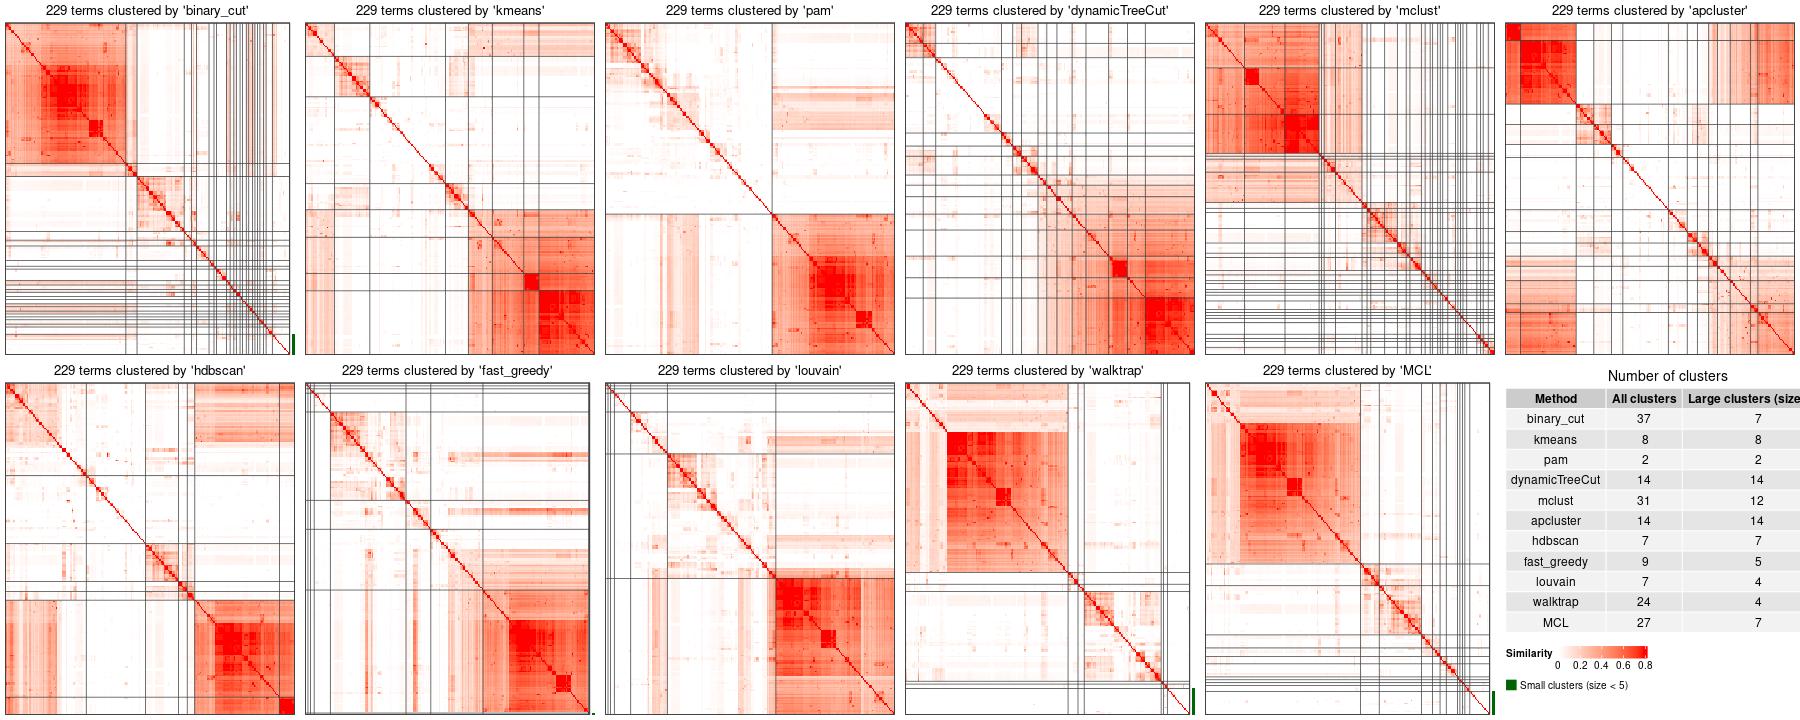 229 terms clustered by 'binary_cut'
229 terms clustered by 'kmeans'
229 terms clustered by 'pam'
229 terms clustered by 'dynamicTreeCut'
229 terms clustered by 'mclust'
229 terms clustered by 'apcluster'
229 terms clustered by 'hdbscan'
229 terms clustered by 'fast_greedy'
229 terms clustered by 'louvain'
229 terms clustered by 'walktrap'
229 terms clustered by 'MCL'
Number of clusters
Method All clusters Large clusters (size
binary_cut 37 7
kmeans 8 8
pam 2 2
dynamicTreeCut 14 14
mclust 31 12
apcluster 14 14
hdbscan 7 7
fast_greedy 9 5
louvain 7 4
walktrap 24 4
MCL 27 7
Similarity
0 0.2 0.4 0.6 0.8
Small clusters (size < 5)